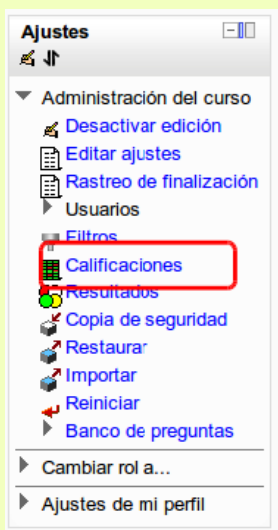 Ajustes
Administración del curso
Desactivar edición
Editar ajustes
Rastreo de finalización
Usuarios
Filtros
Calificaciones
Resultados
Copia de seguridad
Restaurar
Importar
Reiniciar
Banco de preguntas
Cambiar rol a...
Ajustes de mi perfil